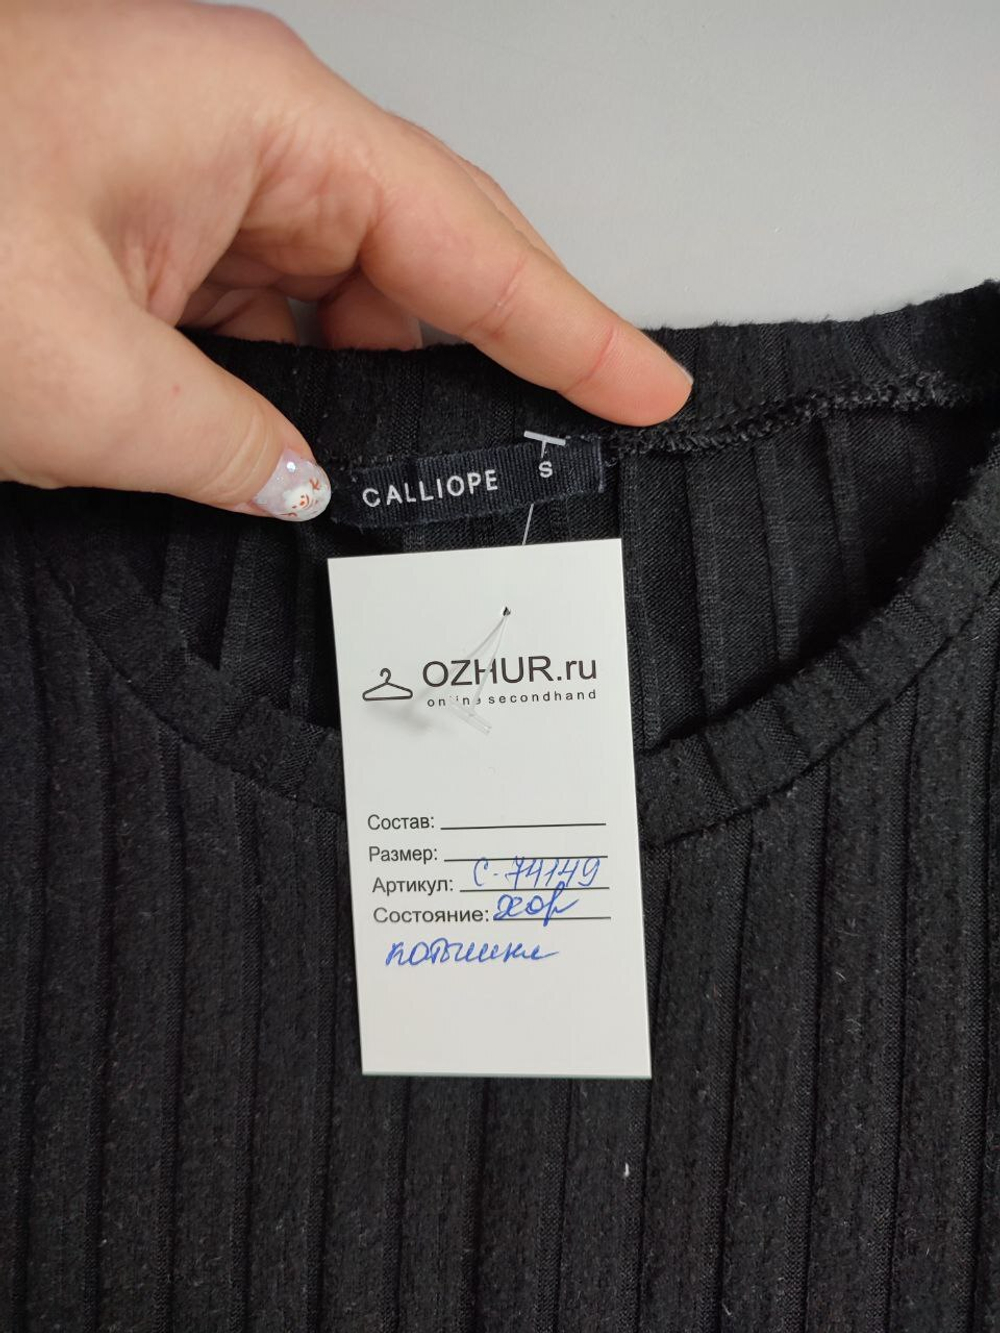 CALLIOPE S
OZHUR.ru
online secondhand
Состав:
Размер:
Артикул: С-74149
Состояние: хор
катышки